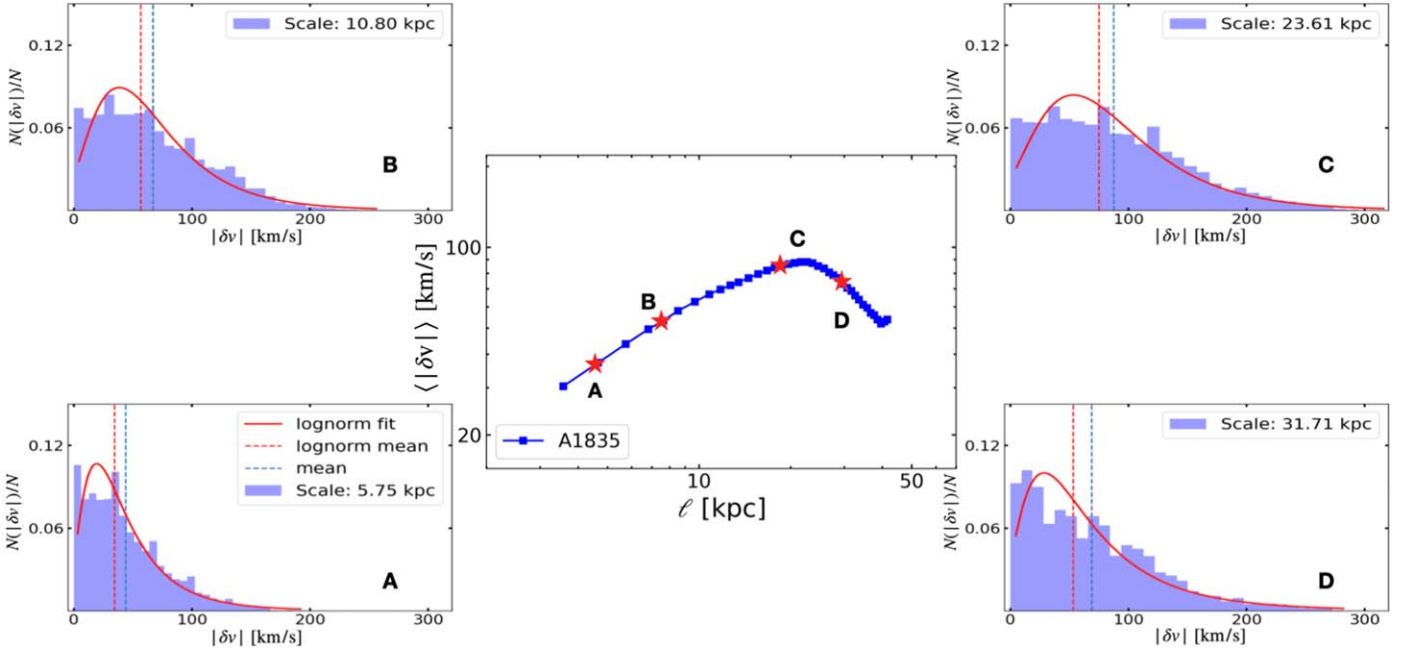 Scale: 10.80 kpc
0.12
0.06
N(|δv|)/N
B
0 100 200 300
|δv| [km/s]
Scale: 23.61 kpc
0.12
0.06
N(|δv|)/N
C
0 100 200 300
|δv| [km/s]
⟨|δv|⟩ [km/s]
100
20
A
B
C
D
A1835
10 50
ℓ [kpc]
lognorm fit
lognorm mean
mean
Scale: 5.75 kpc
0.12
0.06
N(|δv|)/N
A
0 100 200 300
|δv| [km/s]
Scale: 31.71 kpc
0.12
0.06
N(|δv|)/N
D
0 100 200 300
|δv| [km/s]